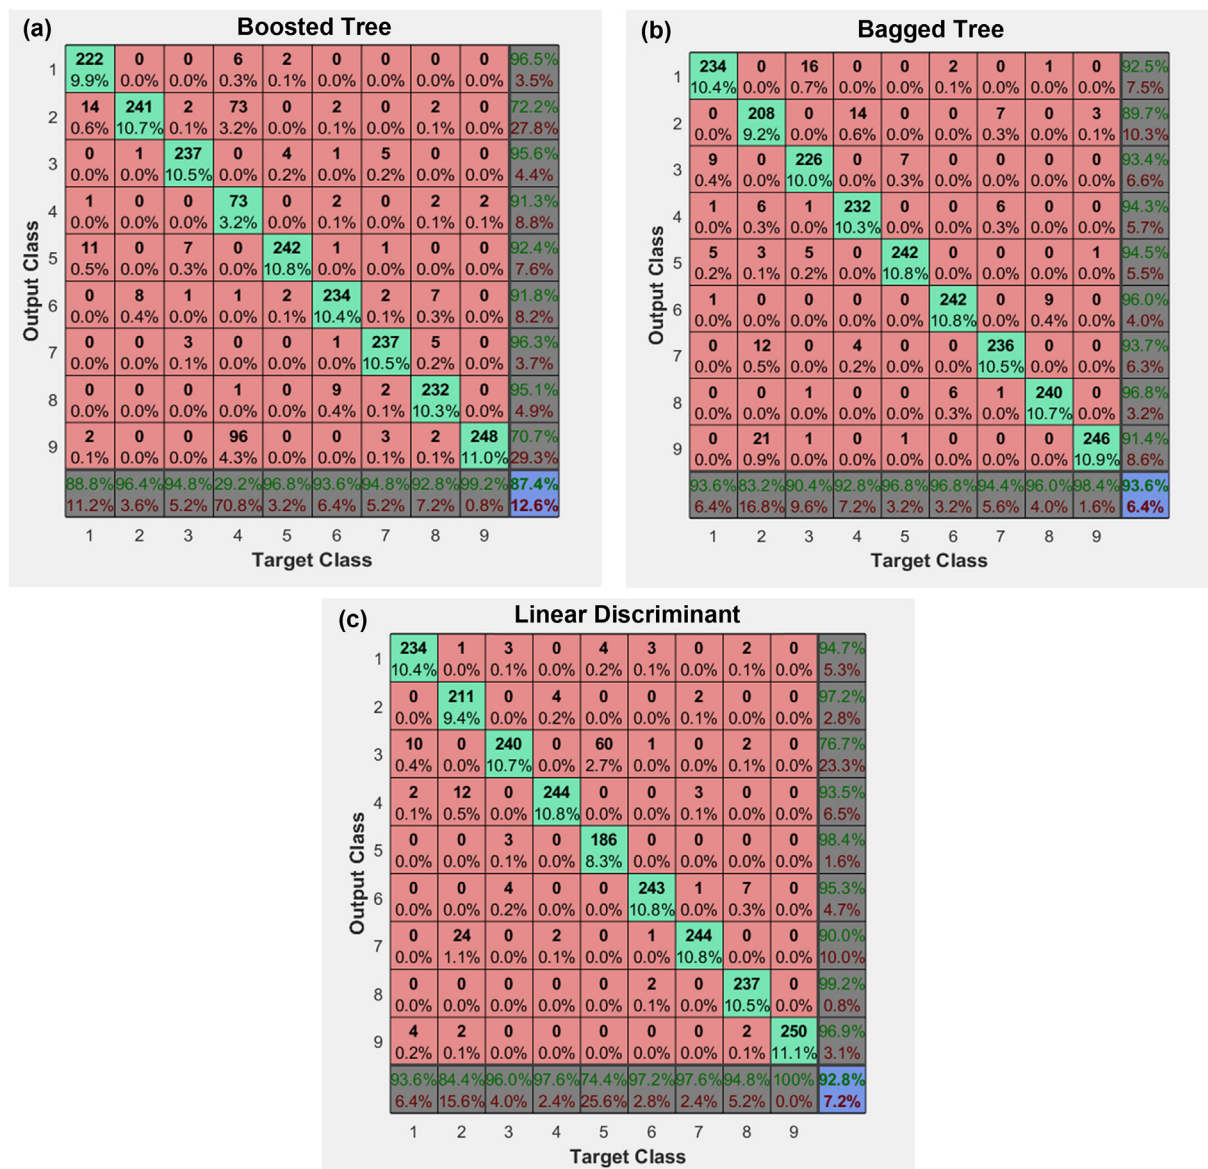 (a) Boosted Tree
1 222 0 0 6 2 0 0 0 0 96.5%
9.9% 0.0% 0.0% 0.3% 0.1% 0.0% 0.0% 0.0% 0.0% 3.5%
2 14 241 2 73 0 2 0 2 0 72.2%
0.6% 10.7% 0.1% 3.2% 0.0% 0.1% 0.0% 0.1% 0.0% 27.8%
3 0 1 237 0 4 1 5 0 0 95.6%
0.0% 0.0% 10.5% 0.0% 0.2% 0.0% 0.2% 0.0% 0.0% 4.4%
4 1 0 0 73 0 2 0 2 2 91.3%
0.0% 0.0% 0.0% 3.2% 0.0% 0.1% 0.0% 0.1% 0.1% 8.8%
5 11 0 7 0 242 1 1 0 0 92.4%
0.5% 0.0% 0.3% 0.0% 10.8% 0.0% 0.0% 0.0% 0.0% 7.6%
6 0 8 1 1 2 234 2 7 0 91.8%
0.0% 0.4% 0.0% 0.0% 0.1% 10.4% 0.1% 0.3% 0.0% 8.2%
7 0 0 3 0 0 1 237 5 0 96.3%
0.0% 0.0% 0.1% 0.0% 0.0% 0.0% 10.5% 0.2% 0.0% 3.7%
8 0 0 0 1 0 9 2 232 0 95.1%
0.0% 0.0% 0.0% 0.0% 0.0% 0.4% 0.1% 10.3% 0.0% 4.9%
9 2 0 0 96 0 0 3 2 248 70.7%
0.1% 0.0% 0.0% 4.3% 0.0% 0.0% 0.1% 0.1% 11.0% 29.3%
88.8% 96.4% 94.8% 29.2% 96.8% 93.6% 94.8% 92.8% 99.2% 87.4%
11.2% 3.6% 5.2% 70.8% 3.2% 6.4% 5.2% 7.2% 0.8% 12.6%
1 2 3 4 5 6 7 8 9
Target Class
Output Class
(b) Bagged Tree
1 234 0 16 0 0 2 0 1 0 92.5%
10.4% 0.0% 0.7% 0.0% 0.0% 0.1% 0.0% 0.0% 0.0% 7.5%
2 0 208 0 14 0 0 7 0 3 89.7%
0.0% 9.2% 0.0% 0.6% 0.0% 0.0% 0.3% 0.0% 0.1% 10.3%
3 9 0 226 0 7 0 0 0 0 93.4%
0.4% 0.0% 10.0% 0.0% 0.3% 0.0% 0.0% 0.0% 0.0% 6.6%
4 1 6 1 232 0 0 6 0 0 94.3%
0.0% 0.3% 0.0% 10.3% 0.0% 0.0% 0.3% 0.0% 0.0% 5.7%
5 5 3 5 0 242 0 0 0 1 94.5%
0.2% 0.1% 0.2% 0.0% 10.8% 0.0% 0.0% 0.0% 0.0% 5.5%
6 1 0 0 0 0 242 0 9 0 96.0%
0.0% 0.0% 0.0% 0.0% 0.0% 10.8% 0.0% 0.4% 0.0% 4.0%
7 0 12 0 4 0 0 236 0 0 93.7%
0.0% 0.5% 0.0% 0.2% 0.0% 0.0% 10.5% 0.0% 0.0% 6.3%
8 0 0 1 0 0 6 1 240 0 96.8%
0.0% 0.0% 0.0% 0.0% 0.0% 0.3% 0.0% 10.7% 0.0% 3.2%
9 0 21 1 0 1 0 0 0 246 91.4%
0.0% 0.9% 0.0% 0.0% 0.0% 0.0% 0.0% 0.0% 10.9% 8.6%
93.6% 83.2% 90.4% 92.8% 96.8% 96.8% 94.4% 96.0% 98.4% 93.6%
6.4% 16.8% 9.6% 7.2% 3.2% 3.2% 5.6% 4.0% 1.6% 6.4%
1 2 3 4 5 6 7 8 9
Target Class
Output Class
(c) Linear Discriminant
1 234 1 3 0 4 3 0 2 0 94.7%
10.4% 0.0% 0.1% 0.0% 0.2% 0.1% 0.0% 0.1% 0.0% 5.3%
2 0 211 0 4 0 0 2 0 0 97.2%
0.0% 9.4% 0.0% 0.2% 0.0% 0.0% 0.1% 0.0% 0.0% 2.8%
3 10 0 240 0 60 1 0 2 0 76.7%
0.4% 0.0% 10.7% 0.0% 2.7% 0.0% 0.0% 0.1% 0.0% 23.3%
4 2 12 0 244 0 0 3 0 0 93.5%
0.1% 0.5% 0.0% 10.8% 0.0% 0.0% 0.1% 0.0% 0.0% 6.5%
5 0 0 3 0 186 0 0 0 0 98.4%
0.0% 0.0% 0.1% 0.0% 8.3% 0.0% 0.0% 0.0% 0.0% 1.6%
6 0 0 4 0 0 243 1 7 0 95.3%
0.0% 0.0% 0.2% 0.0% 0.0% 10.8% 0.0% 0.3% 0.0% 4.7%
7 0 24 0 2 0 1 244 0 0 90.0%
0.0% 1.1% 0.0% 0.1% 0.0% 0.0% 10.8% 0.0% 0.0% 10.0%
8 0 0 0 0 0 2 0 237 0 99.2%
0.0% 0.0% 0.0% 0.0% 0.0% 0.1% 0.0% 10.5% 0.0% 0.8%
9 4 2 0 0 0 0 0 2 250 96.9%
0.2% 0.1% 0.0% 0.0% 0.0% 0.0% 0.0% 0.1% 11.1% 3.1%
93.6% 84.4% 96.0% 97.6% 74.4% 97.2% 97.6% 94.8% 100% 92.8%
6.4% 15.6% 4.0% 2.4% 25.6% 2.8% 2.4% 5.2% 0.0% 7.2%
1 2 3 4 5 6 7 8 9
Target Class
Output Class